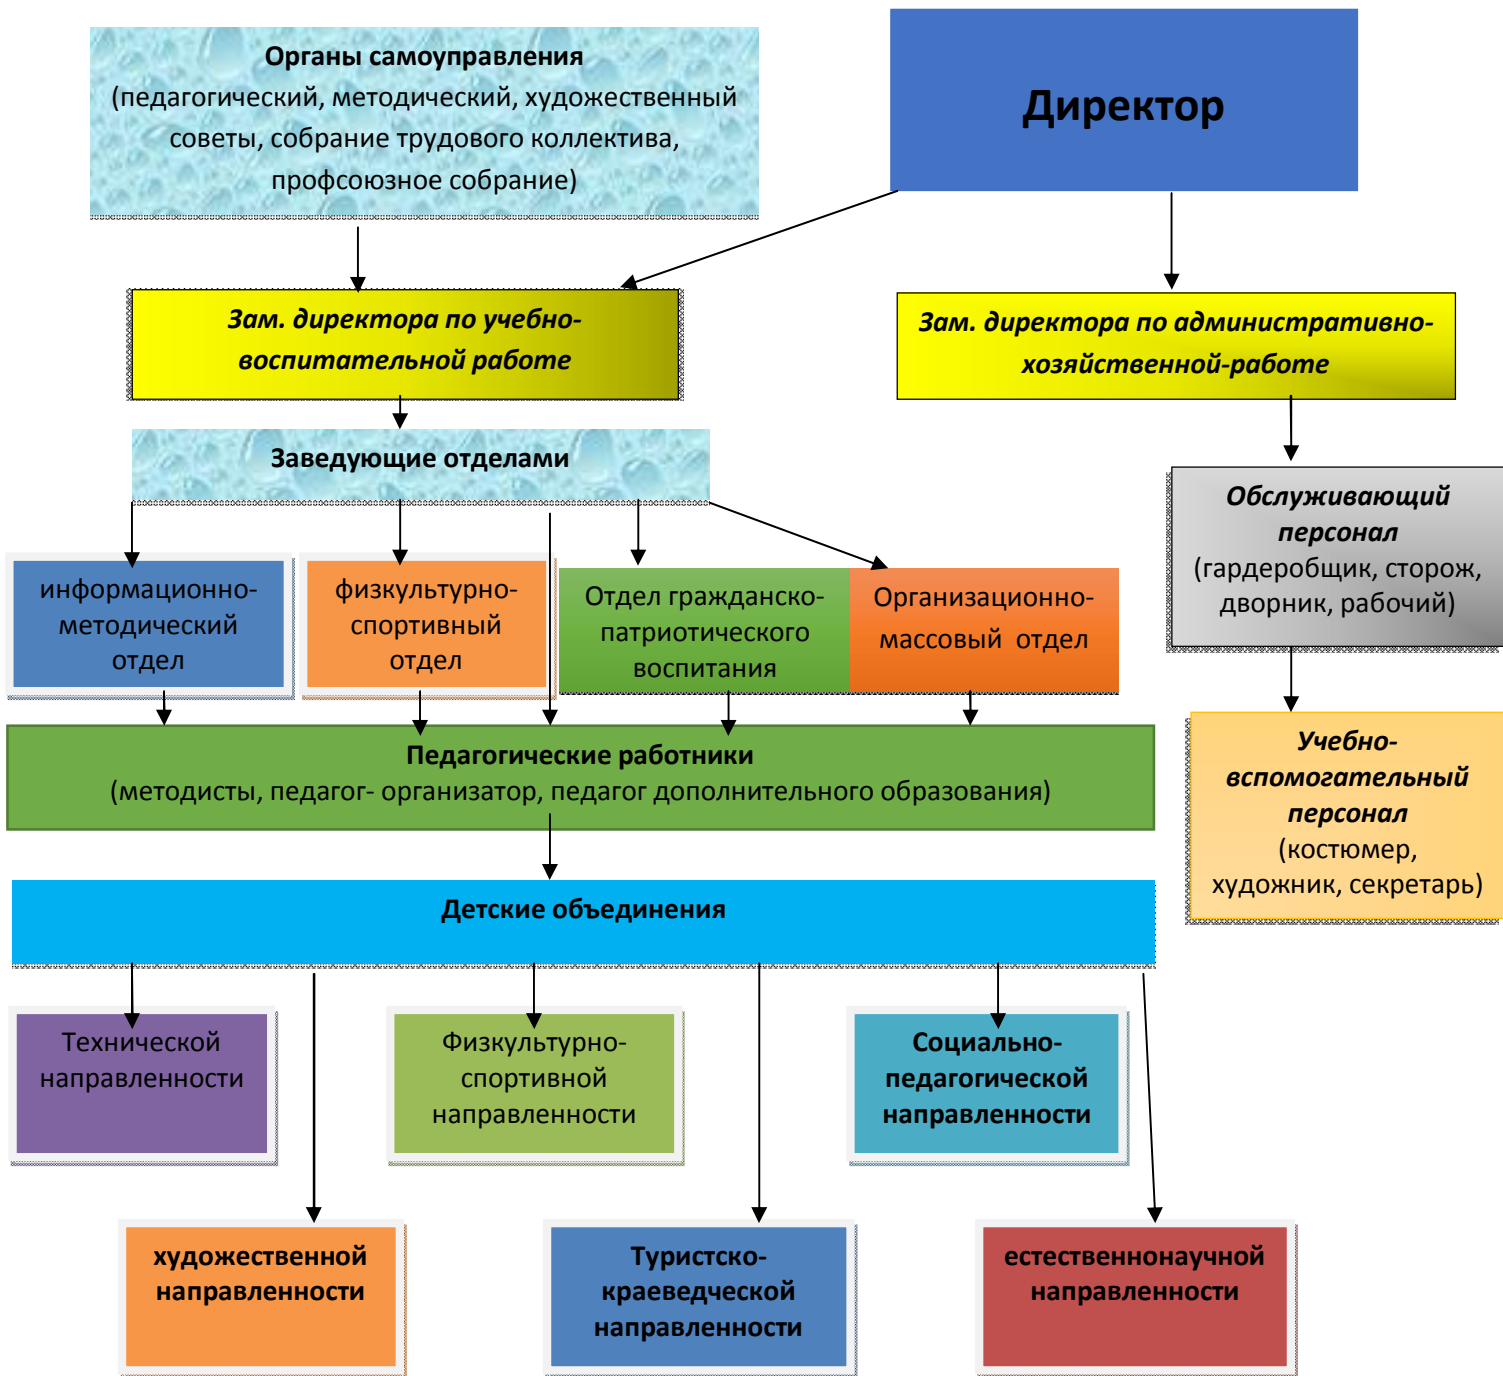 Органы самоуправления
(педагогический, методический, художественный
советы, собрание трудового коллектива,
профсоюзное собрание)
Директор
Зам. директора по учебно-
воспитательной работе
Зам. директора по административно-
хозяйственной-работе
Заведующие отделами
Обслуживающий
персонал
(гардеробщик, сторож,
дворник, рабочий)
информационно-
методический
отдел
физкультурно-
спортивный
отдел
Отдел гражданско-
патриотического
воспитания
Организационно-
массовый отдел
Педагогические работники
(методисты, педагог- организатор, педагог дополнительного образования)
Учебно-
вспомогательный
персонал
(костюмер,
художник, секретарь)
Детские объединения
Технической
направленности
Физкультурно-
спортивной
направленности
Социально-
педагогической
направленности
художественной
направленности
Туристско-
краеведческой
направленности
естественнонаучной
направленности